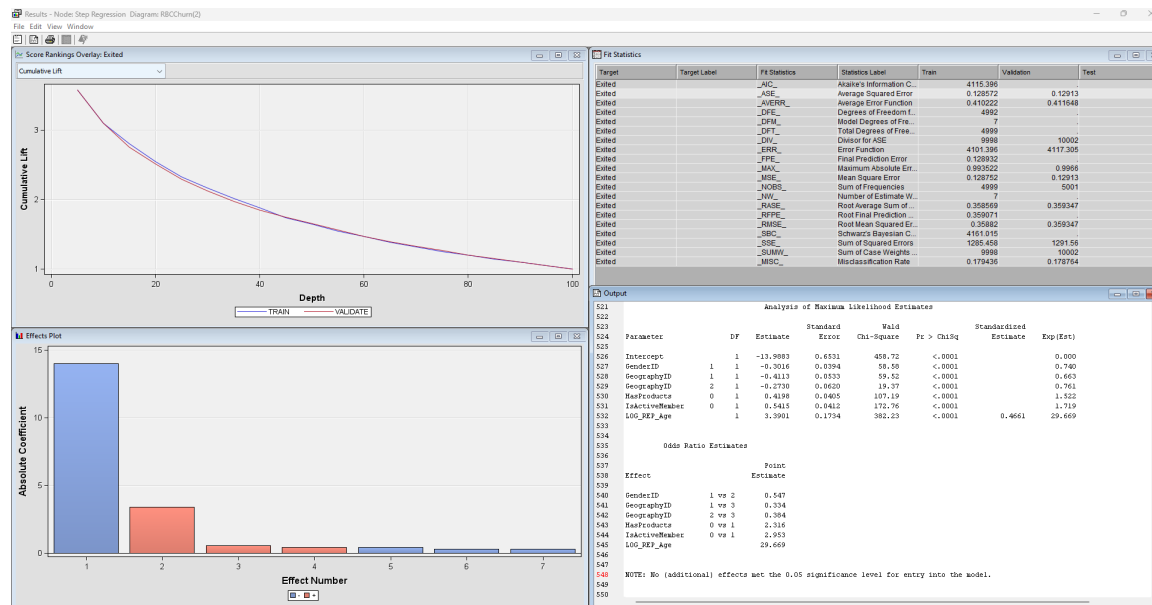 Results - Node: Step Regression Diagram: RBCChurn(2)
File Edit View Window
Score Rankings Overlay: Exited
Cumulative Lift
Cumulative Lift
3
2
1
0 20 40 60 80 100
Depth
TRAIN VALIDATE
Effects Plot
Absolute Coefficient
15
10
5
0
1 2 3 4 5 6 7
Effect Number
- +
Fit Statistics
Target Target Label Fit Statistics Statistics Label Train Validation Test
Exited _AIC_ Akaike's Information C... 4115.396 .
Exited _ASE_ Average Squared Error 0.128572 0.12913
Exited _AVERR_ Average Error Function 0.410222 0.411648
Exited _DFE_ Degrees of Freedom f... 4992 .
Exited _DFM_ Model Degrees of Fre... 7 .
Exited _DFT_ Total Degrees of Free... 4999 .
Exited _DIV_ Divisor for ASE 9998 10002
Exited _ERR_ Error Function 4101.396 4117.305
Exited _FPE_ Final Prediction Error 0.128932 .
Exited _MAX_ Maximum Absolute Err... 0.993522 0.9966
Exited _MSE_ Mean Square Error 0.128752 0.12913
Exited _NOBS_ Sum of Frequencies 4999 5001
Exited _NW_ Number of Estimate W... 7 .
Exited _RASE_ Root Average Sum of ... 0.358569 0.359347
Exited _RFPE_ Root Final Prediction ... 0.359071 .
Exited _RMSE_ Root Mean Squared Er... 0.35882 0.359347
Exited _SBC_ Schwarz's Bayesian C... 4161.015 .
Exited _SSE_ Sum of Squared Errors 1285.458 1291.56
Exited _SUMW_ Sum of Case Weights ... 9998 10002
Exited _MISC_ Misclassification Rate 0.179436 0.178764
Output
521 Analysis of Maximum Likelihood Estimates
522
523 Standard Wald Standardized
524 Parameter DF Estimate Error Chi-Square Pr > ChiSq Estimate Exp(Est)
525
526 Intercept 1 -13.9883 0.6531 458.72 <.0001 0.000
527 GenderID 1 1 -0.3016 0.0394 58.58 <.0001 0.740
528 GeographyID 1 1 -0.4113 0.0533 59.52 <.0001 0.663
529 GeographyID 2 1 -0.2730 0.0620 19.37 <.0001 0.761
530 HasProducts 0 1 0.4198 0.0405 107.19 <.0001 1.522
531 IsActiveMember 0 1 0.5415 0.0412 172.76 <.0001 1.719
532 LOG_REP_Age 1 3.3901 0.1734 382.23 <.0001 0.4661 29.669
533
534
535 Odds Ratio Estimates
536
537 Point
538 Effect Estimate
539
540 GenderID 1 vs 2 0.547
541 GeographyID 1 vs 3 0.334
542 GeographyID 2 vs 3 0.384
543 HasProducts 0 vs 1 2.316
544 IsActiveMember 0 vs 1 2.953
545 LOG_REP_Age 29.669
546
547
548 NOTE: No (additional) effects met the 0.05 significance level for entry into the model.
549
550